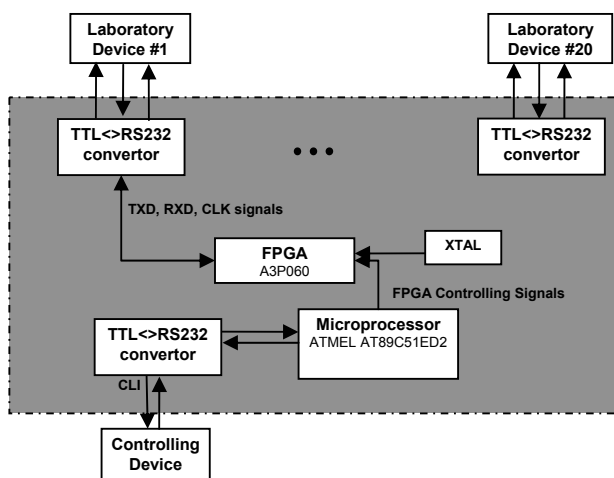 Laboratory
Device #1
Laboratory
Device #20
TTL<>RS232
convertor
TTL<>RS232
convertor
TXD, RXD, CLK signals
FPGA
A3P060
XTAL
FPGA Controlling Signals
TTL<>RS232
convertor
Microprocessor
ATMEL AT89C51ED2
CLI
Controlling
Device